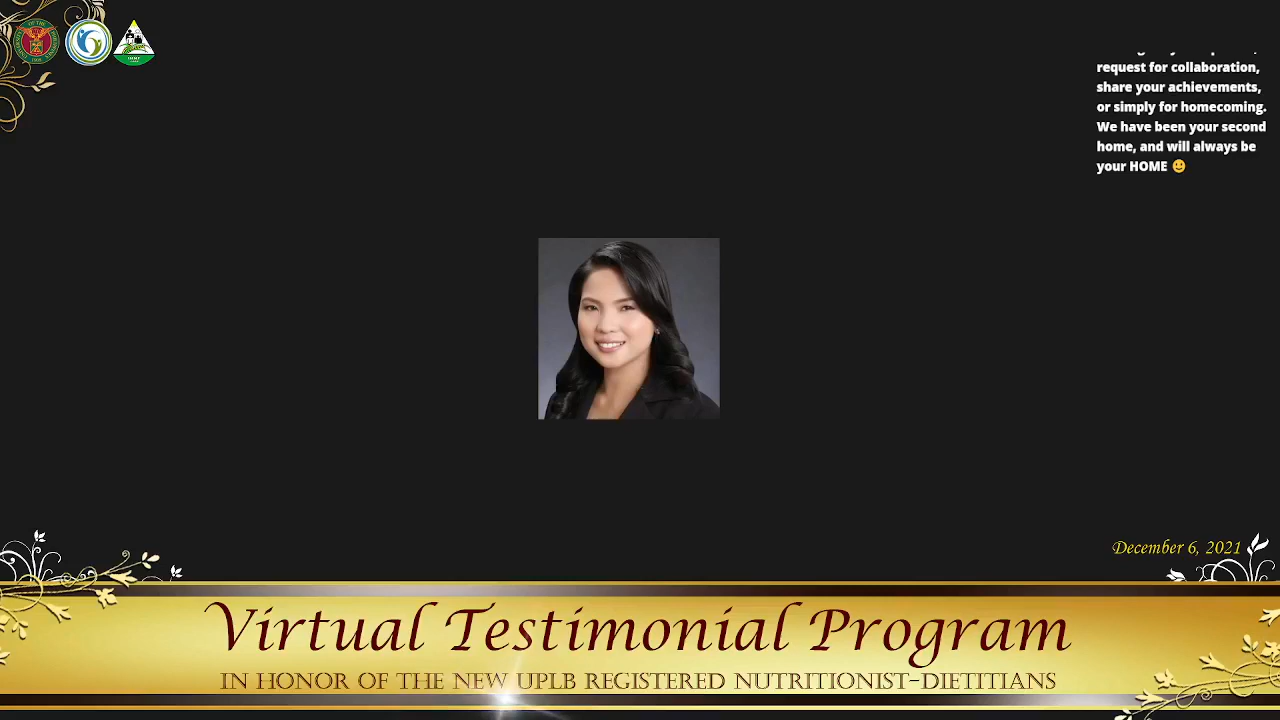 request for collaboration,
share your achievements,
or simply for homecoming.
We have been your second
home, and will always be
your HOME 🙂
December 6, 2021
Virtual Testimonial Program
IN HONOR OF THE NEW UPLB REGISTERED NUTRITIONIST-DIETITIANS